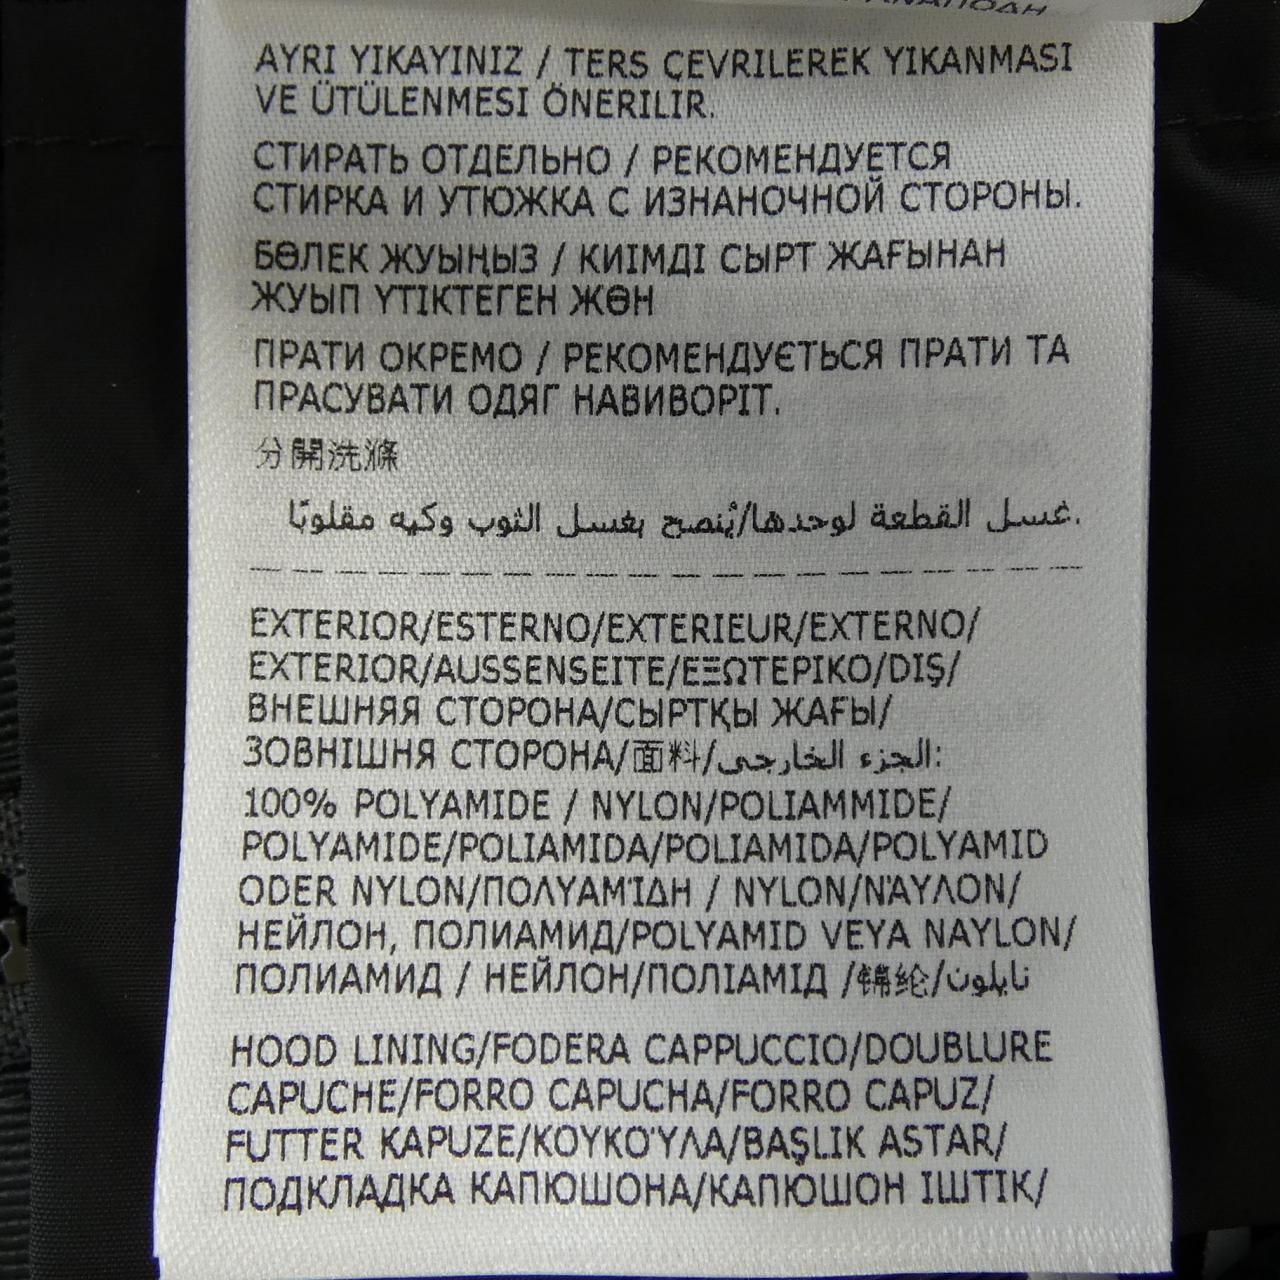 AYRI YIKAYINIZ / TERS ÇEVRILEREK YIKANMASI
VE ÜTÜLENMESI ÖNERILIR.
СТИРАТЬ ОТДЕЛЬНО / РЕКОМЕНДУЕТСЯ
СТИРКА И УТЮЖКА С ИЗНАНОЧНОЙ СТОРОНЫ.
БӨЛЕК ЖУЫҢЫЗ / КИІМДІ СЫРТ ЖАҒЫНАН
ЖУЫП ҮТІКТЕГЕН ЖӨН
ПРАТИ ОКРЕМО / РЕКОМЕНДУЄТЬСЯ ПРАТИ ТА
ПРАСУВАТИ ОДЯГ НАВИВОРІТ.
分開洗滌
غسل القطعة لوحدها/يُنصح بغسل الثوب وكيه مقلوبًا.
EXTERIOR/ESTERNO/EXTERIEUR/EXTERNO/
EXTERIOR/AUSSENSEITE/ΕΞΩΤΕΡΙΚΟ/DIŞ/
ВНЕШНЯЯ СТОРОНА/СЫРТҚЫ ЖАҒЫ/
ЗОВНІШНЯ СТОРОНА/面料/الجزء الخارجي:
100% POLYAMIDE / NYLON/POLIAMMIDE/
POLYAMIDE/POLIAMIDA/POLIAMIDA/POLYAMID
ODER NYLON/ΠΟΛΥΑΜΊΔΗ / NYLON/ΝΆΥΛΟΝ/
НЕЙЛОН, ПОЛИАМИД/POLYAMID VEYA NAYLON/
ПОЛИАМИД / НЕЙЛОН/ПОЛІАМІД /锦纶/نايلون
HOOD LINING/FODERA CAPPUCCIO/DOUBLURE
CAPUCHE/FORRO CAPUCHA/FORRO CAPUZ/
FUTTER KAPUZE/ΚΟΥΚΟΎΛΑ/BAŞLIK ASTAR/
ПОДКЛАДКА КАПЮШОНА/КАПЮШОН ІШТІК/